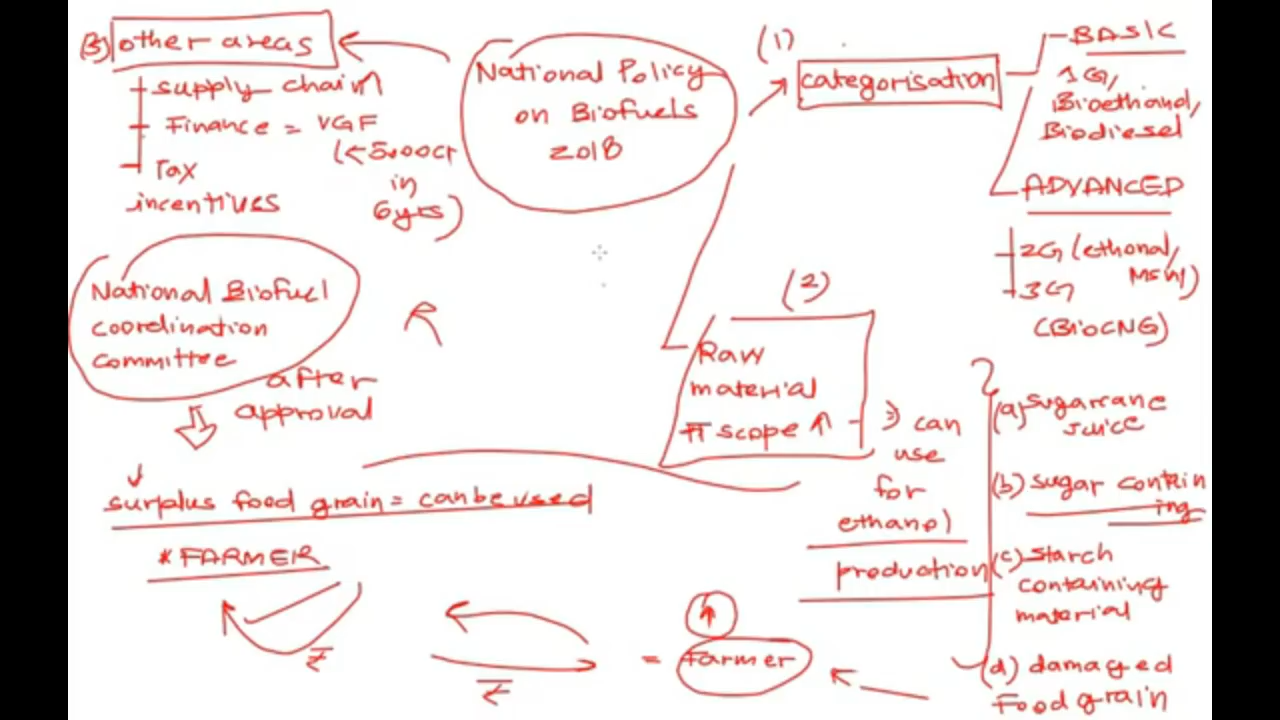 (3) other areas
supply chain
Finance = VGF
(₹5000cr
in
6yrs)
Tax
incentives
National Policy
on Biofuels
2018
(1)
categorisation
BASIC
1G,
Bioethanol,
Biodiesel
ADVANCED
2G (ethonal,
MSW)
3G
(BioCNG)
(2)
Raw
material
scope ↑
can
use
for
ethanol
production
(a) sugarcane
juice
(b) sugar contin
ing
(c) starch
containing
material
(d) damaged
Food grain
National Biofuel
coordination
committee
after
approval
surplus food grain = can be used
* FARMER
₹
₹
= farmer
↑